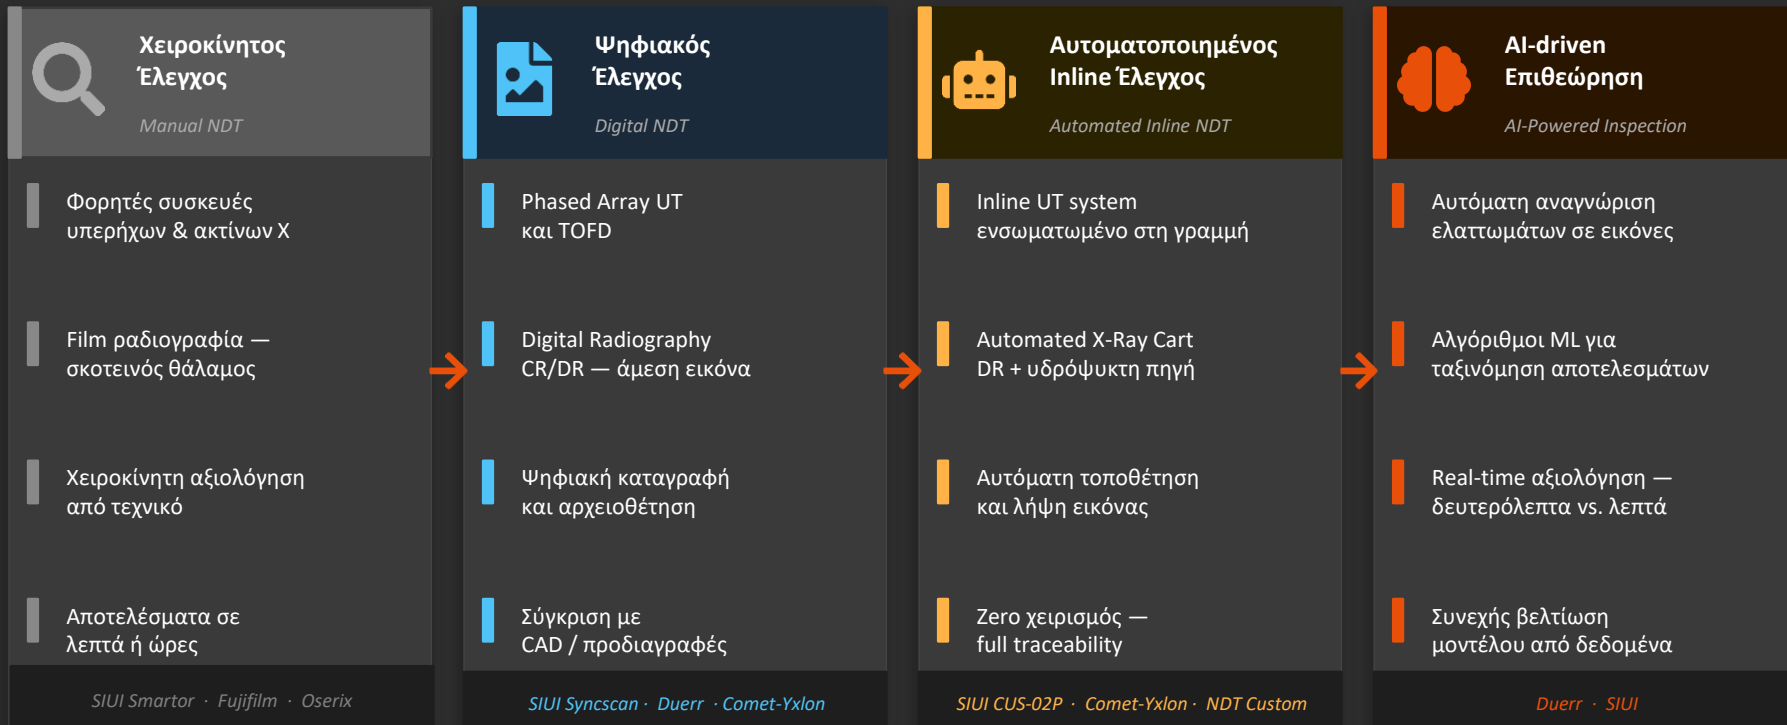 Χειροκίνητος
Έλεγχος
Manual NDT
Φορητές συσκευές
υπερήχων & ακτίνων Χ
Film ραδιογραφία —
σκοτεινός θάλαμος
Χειροκίνητη αξιολόγηση
από τεχνικό
Αποτελέσματα σε
λεπτά ή ώρες
SIUI Smartor · Fujifilm · Oserix
Ψηφιακός
Έλεγχος
Digital NDT
Phased Array UT
και TOFD
Digital Radiography
CR/DR — άμεση εικόνα
Ψηφιακή καταγραφή
και αρχειοθέτηση
Σύγκριση με
CAD / προδιαγραφές
SIUI Syncscan · Duerr · Comet-Yxlon
Αυτοματοποιημένος
Inline Έλεγχος
Automated Inline NDT
Inline UT system
ενσωματωμένο στη γραμμή
Automated X-Ray Cart
DR + υδρόψυκτη πηγή
Αυτόματη τοποθέτηση
και λήψη εικόνας
Zero χειρισμός —
full traceability
SIUI CUS-02P · Comet-Yxlon · NDT Custom
AI-driven
Επιθεώρηση
AI-Powered Inspection
Αυτόματη αναγνώριση
ελαττωμάτων σε εικόνες
Αλγόριθμοι ML για
ταξινόμηση αποτελεσμάτων
Real-time αξιολόγηση —
δευτερόλεπτα vs. λεπτά
Συνεχής βελτίωση
μοντέλου από δεδομένα
Duerr · SIUI